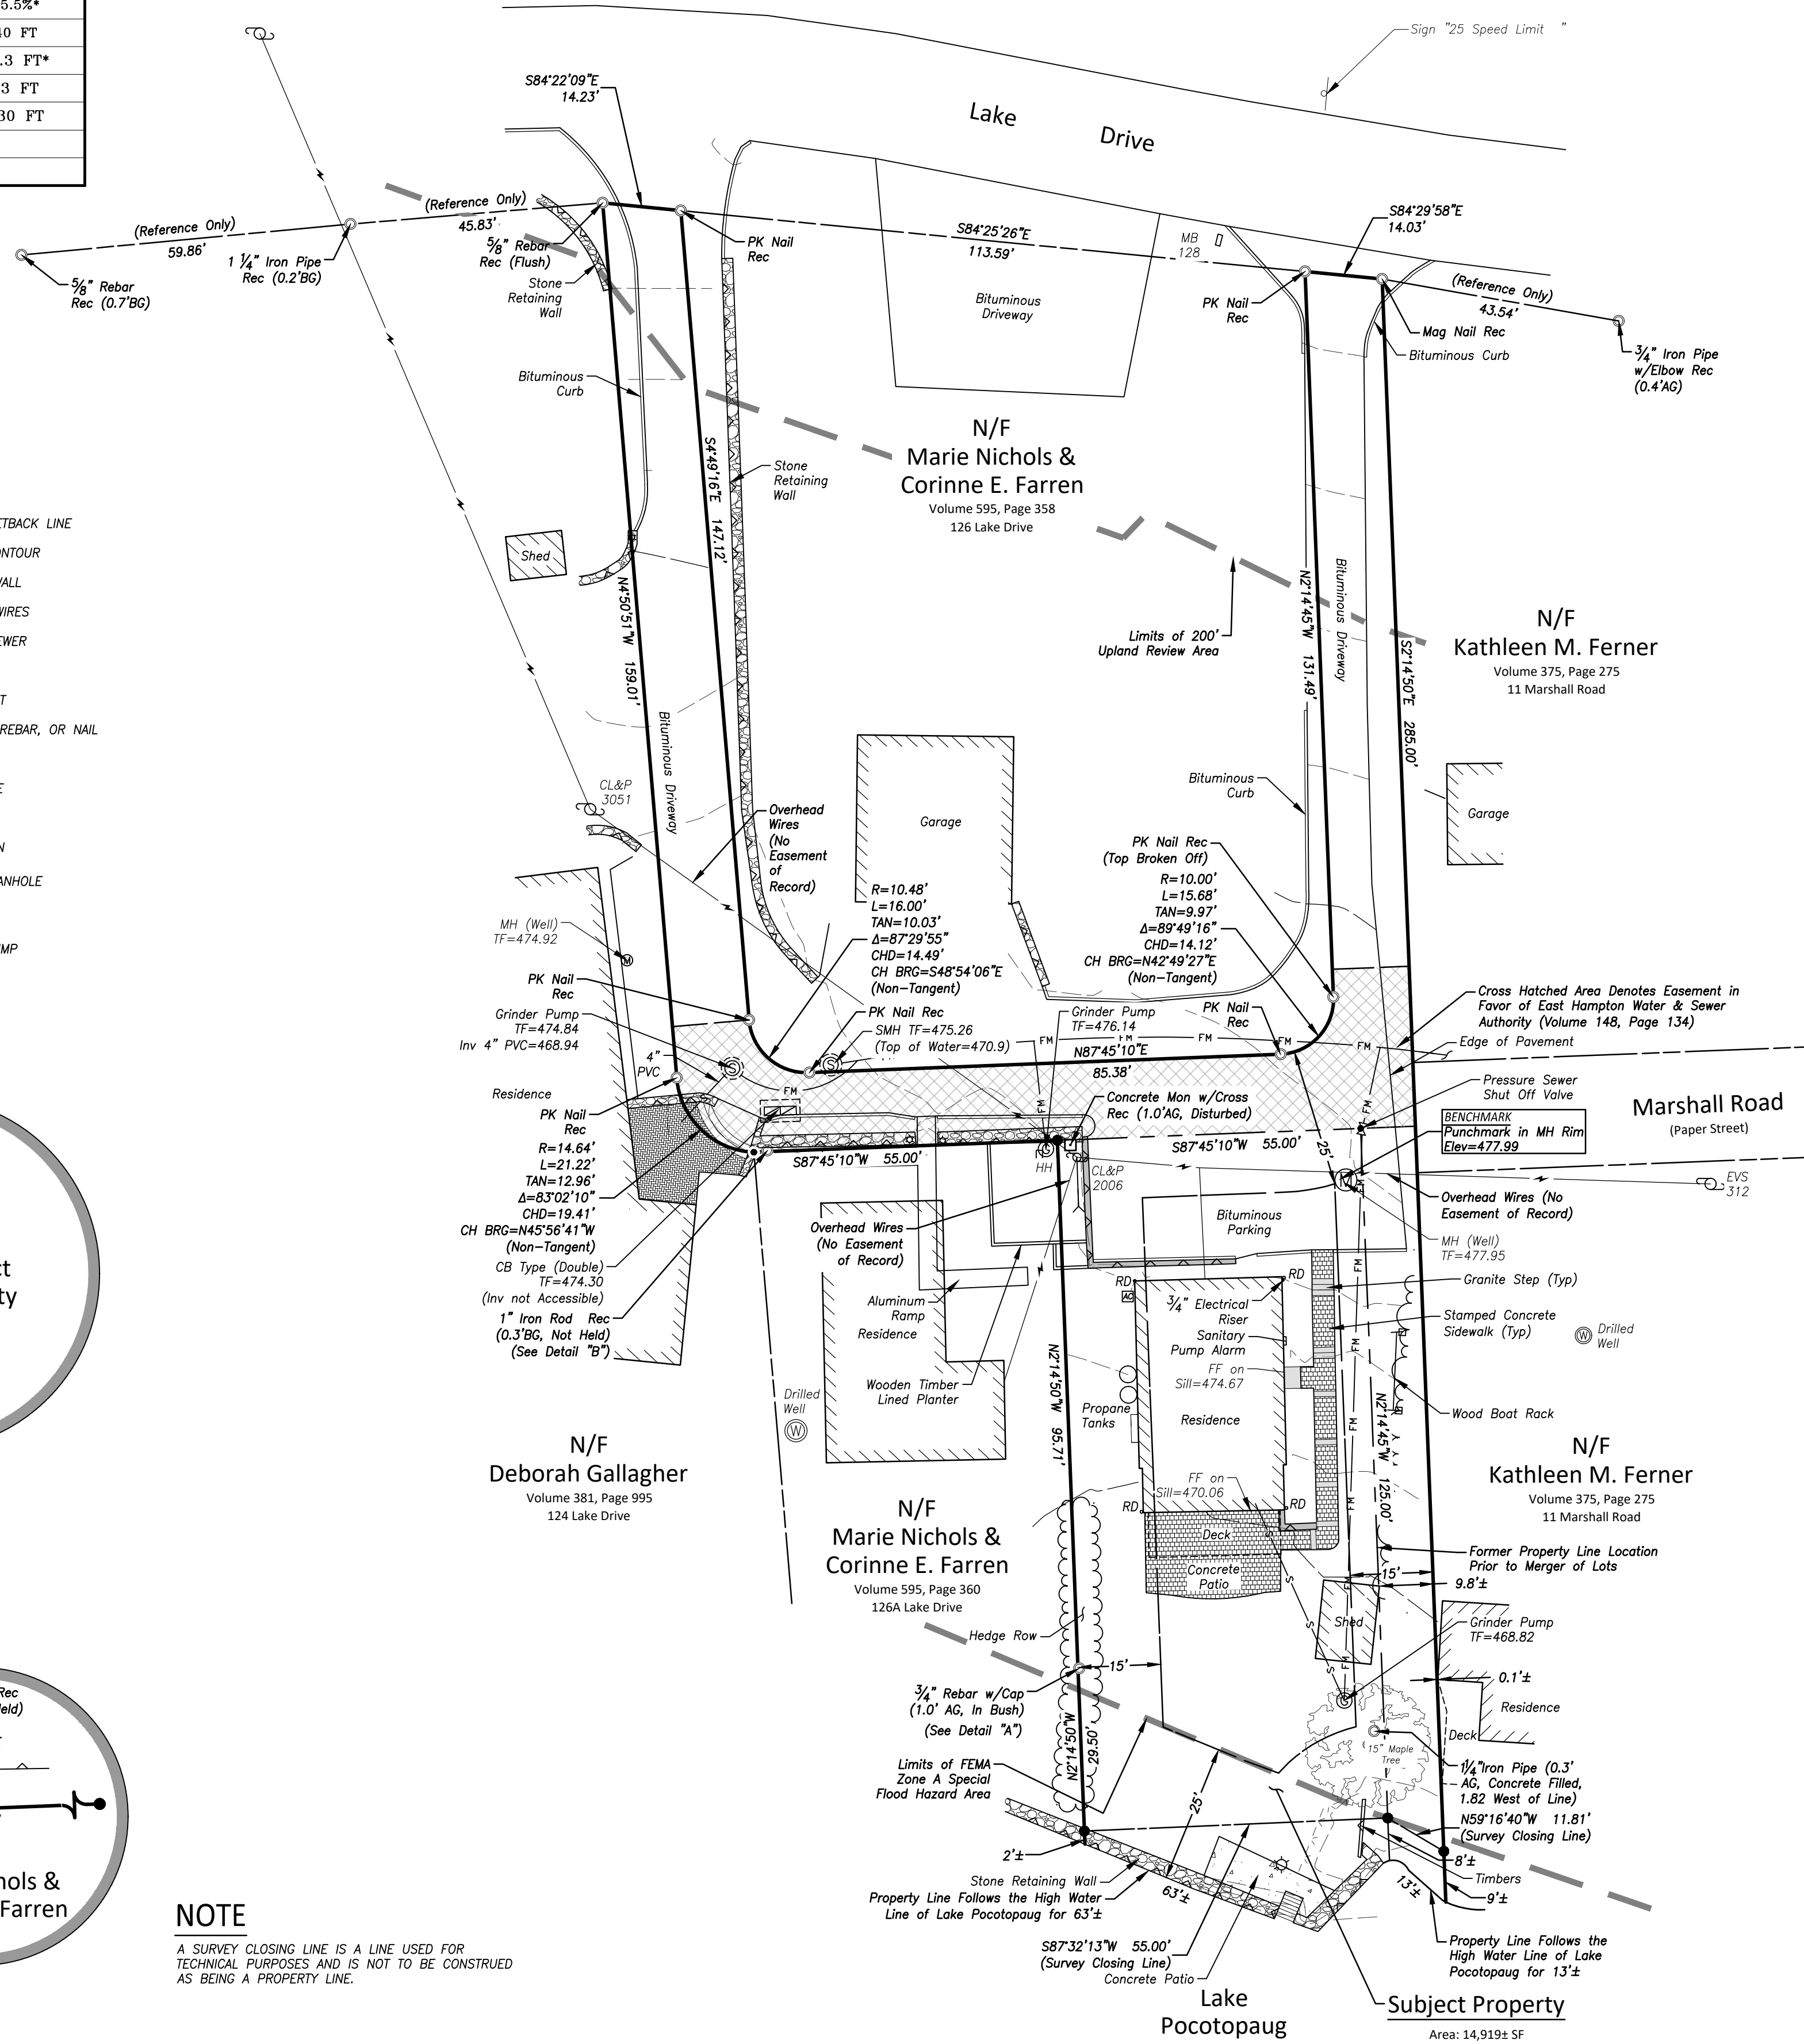 5.5%*
40 FT
.3 FT*
3 FT
30 FT
Sign "25 Speed Limit "
S84°22'09"E
14.23'
Lake Drive
(Reference Only)
59.86'
(Reference Only)
45.83'
5/8" Rebar
Rec (0.7'BG)
1 1/4" Iron Pipe
Rec (0.2'BG)
5/8" Rebar
Rec (Flush)
Stone
Retaining
Wall
PK Nail
Rec
S84°25'26"E
113.59'
MB
128
S84°29'58"E
14.03'
(Reference Only)
43.54'
PK Nail
Rec
Mag Nail Rec
Bituminous Curb
3/4" Iron Pipe
w/Elbow Rec
(0.4'AG)
Bituminous
Driveway
Bituminous
Curb
N/F
Marie Nichols &
Corinne E. Farren
Volume 595, Page 358
126 Lake Drive
Stone
Retaining
Wall
S4°49'16"E 147.12'
ETBACK LINE
ONTOUR
WALL
WIRES
EWER
T
REBAR, OR NAIL
E
N
ANHOLE
MP
Shed
N4°50'51"W 159.01'
Bituminous Driveway
N2°14'45"W 131.49'
Bituminous Driveway
Limits of 200'
Upland Review Area
S2°14'50"E 285.00'
N/F
Kathleen M. Ferner
Volume 375, Page 275
11 Marshall Road
CL&P
3051
Overhead
Wires
(No
Easement
of
Record)
Garage
Bituminous
Curb
Garage
PK Nail Rec
(Top Broken Off)
R=10.00'
L=15.68'
TAN=9.97'
Δ=89°49'16"
CHD=14.12'
CH BRG=N42°49'27"E
(Non-Tangent)
R=10.48'
L=16.00'
TAN=10.03'
Δ=87°29'55"
CHD=14.49'
CH BRG=S48°54'06"E
(Non-Tangent)
MH (Well)
TF=474.92
M
PK Nail
Rec
Grinder Pump
TF=474.84
Inv 4" PVC=468.94
4"
PVC
PK Nail Rec
SMH TF=475.26
(Top of Water=470.9)
Grinder Pump
TF=476.14
PK Nail
Rec
Cross Hatched Area Denotes Easement in
Favor of East Hampton Water & Sewer
Authority (Volume 148, Page 134)
Edge of Pavement
S
S
FM
FM
FM
FM
FM
FM
N87°45'10"E
85.38'
FM
FM
Residence
PK Nail
Rec
R=14.64'
L=21.22'
TAN=12.96'
Δ=83°02'10"
CHD=19.41'
CH BRG=N45°56'41"W
(Non-Tangent)
CB Type (Double)
TF=474.30
(Inv not Accessible)
1" Iron Rod Rec
(0.3'BG, Not Held)
(See Detail "B")
Concrete Mon w/Cross
Rec (1.0'AG, Disturbed)
Pressure Sewer
Shut Off Valve
BENCHMARK
Punchmark in MH Rim
Elev=477.99
Marshall Road
(Paper Street)
S87°45'10"W 55.00'
S87°45'10"W 55.00'
25'
G
HH
CL&P
2006
FM
EVS
312
Overhead Wires (No
Easement of Record)
Bituminous
Parking
MH (Well)
TF=477.95
Overhead Wires
(No Easement
of Record)
Aluminum
Ramp
Residence
Wooden Timber
Lined Planter
RD
AC
RD
3/4" Electrical
Riser
Sanitary
Pump Alarm
FF on
Sill=474.67
FM
FM
Granite Step (Typ)
Stamped Concrete
Sidewalk (Typ)
W
Drilled
Well
Wood Boat Rack
Drilled
Well
W
N2°14'50"W 95.71'
Propane
Tanks
Residence
N2°14'45"W 125.00'
FM
FM
N/F
Deborah Gallagher
Volume 381, Page 995
124 Lake Drive
N/F
Marie Nichols &
Corinne E. Farren
Volume 595, Page 360
126A Lake Drive
FF on
Sill=470.06
RD
RD
S
Deck
Concrete
Patio
S
N/F
Kathleen M. Ferner
Volume 375, Page 275
11 Marshall Road
Former Property Line Location
Prior to Merger of Lots
FM
15'
9.8'±
Hedge Row
S
Shed
FM
S
Grinder Pump
TF=468.82
15'
G
0.1'±
Residence
Deck
3/4" Rebar w/Cap
(1.0' AG, In Bush)
(See Detail "A")
N2°14'50"W
29.50'
15" Maple
Tree
1 1/4"Iron Pipe (0.3'
AG, Concrete Filled,
1.82 West of Line)
N59°16'40"W 11.81'
(Survey Closing Line)
Limits of FEMA
Zone A Special
Flood Hazard Area
25'
8'±
Timbers
9'±
2'±
Stone Retaining Wall
Property Line Follows the High Water
Line of Lake Pocotopaug for 63'±
63'±
13'±
Property Line Follows the
High Water Line of Lake
Pocotopaug for 13'±
S87°32'13"W 55.00'
(Survey Closing Line)
Concrete Patio
Lake
Pocotopaug
Subject Property
Area: 14,919± SF
ct
ty
Rec
eld)
hols &
Farren
NOTE
A SURVEY CLOSING LINE IS A LINE USED FOR
TECHNICAL PURPOSES AND IS NOT TO BE CONSTRUED
AS BEING A PROPERTY LINE.